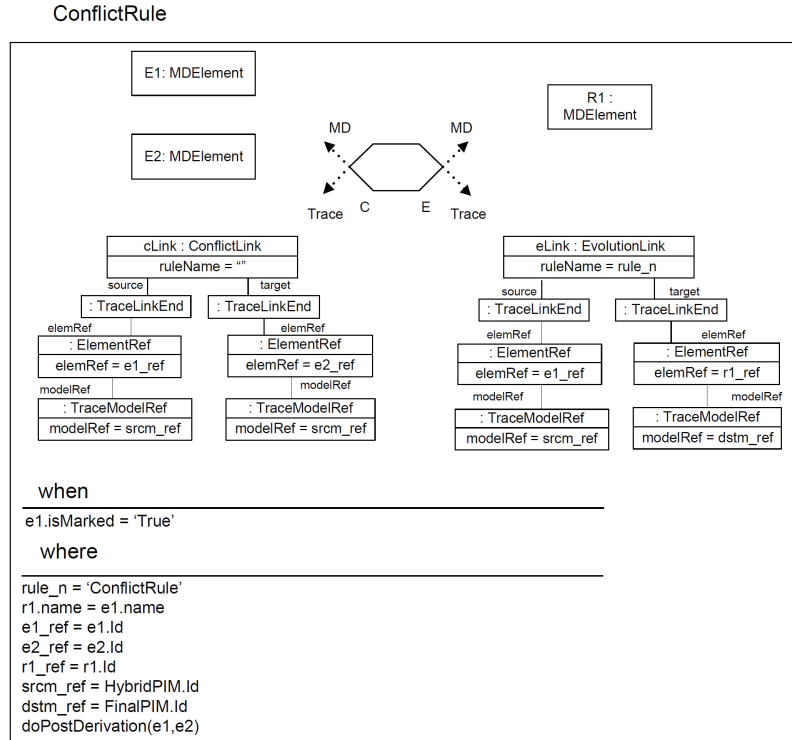 ConflictRule
E1: MDElement
R1 :
MDElement
E2: MDElement
MD
MD
Trace
C
E
Trace
cLink : ConflictLink
ruleName = “”
source
target
: TraceLinkEnd
: TraceLinkEnd
elemRef
elemRef
: ElementRef
elemRef = e1_ref
: ElementRef
elemRef = e2_ref
modelRef
modelRef
: TraceModelRef
modelRef = srcm_ref
: TraceModelRef
modelRef = srcm_ref
eLink : EvolutionLink
ruleName = rule_n
source
target
: TraceLinkEnd
: TraceLinkEnd
elemRef
elemRef
: ElementRef
elemRef = e1_ref
: ElementRef
elemRef = r1_ref
modelRef
modelRef
: TraceModelRef
modelRef = srcm_ref
: TraceModelRef
modelRef = dstm_ref
when
e1.isMarked = ‘True’
where
rule_n = ‘ConflictRule’
r1.name = e1.name
e1_ref = e1.Id
e2_ref = e2.Id
r1_ref = r1.Id
srcm_ref = HybridPIM.Id
dstm_ref = FinalPIM.Id
doPostDerivation(e1,e2)